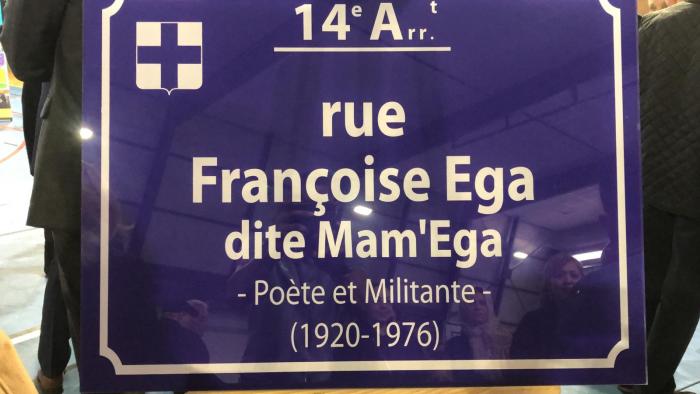 14e Arr.t
rue
Françoise Ega
dite Mam'Ega
- Poète et Militante -
(1920-1976)